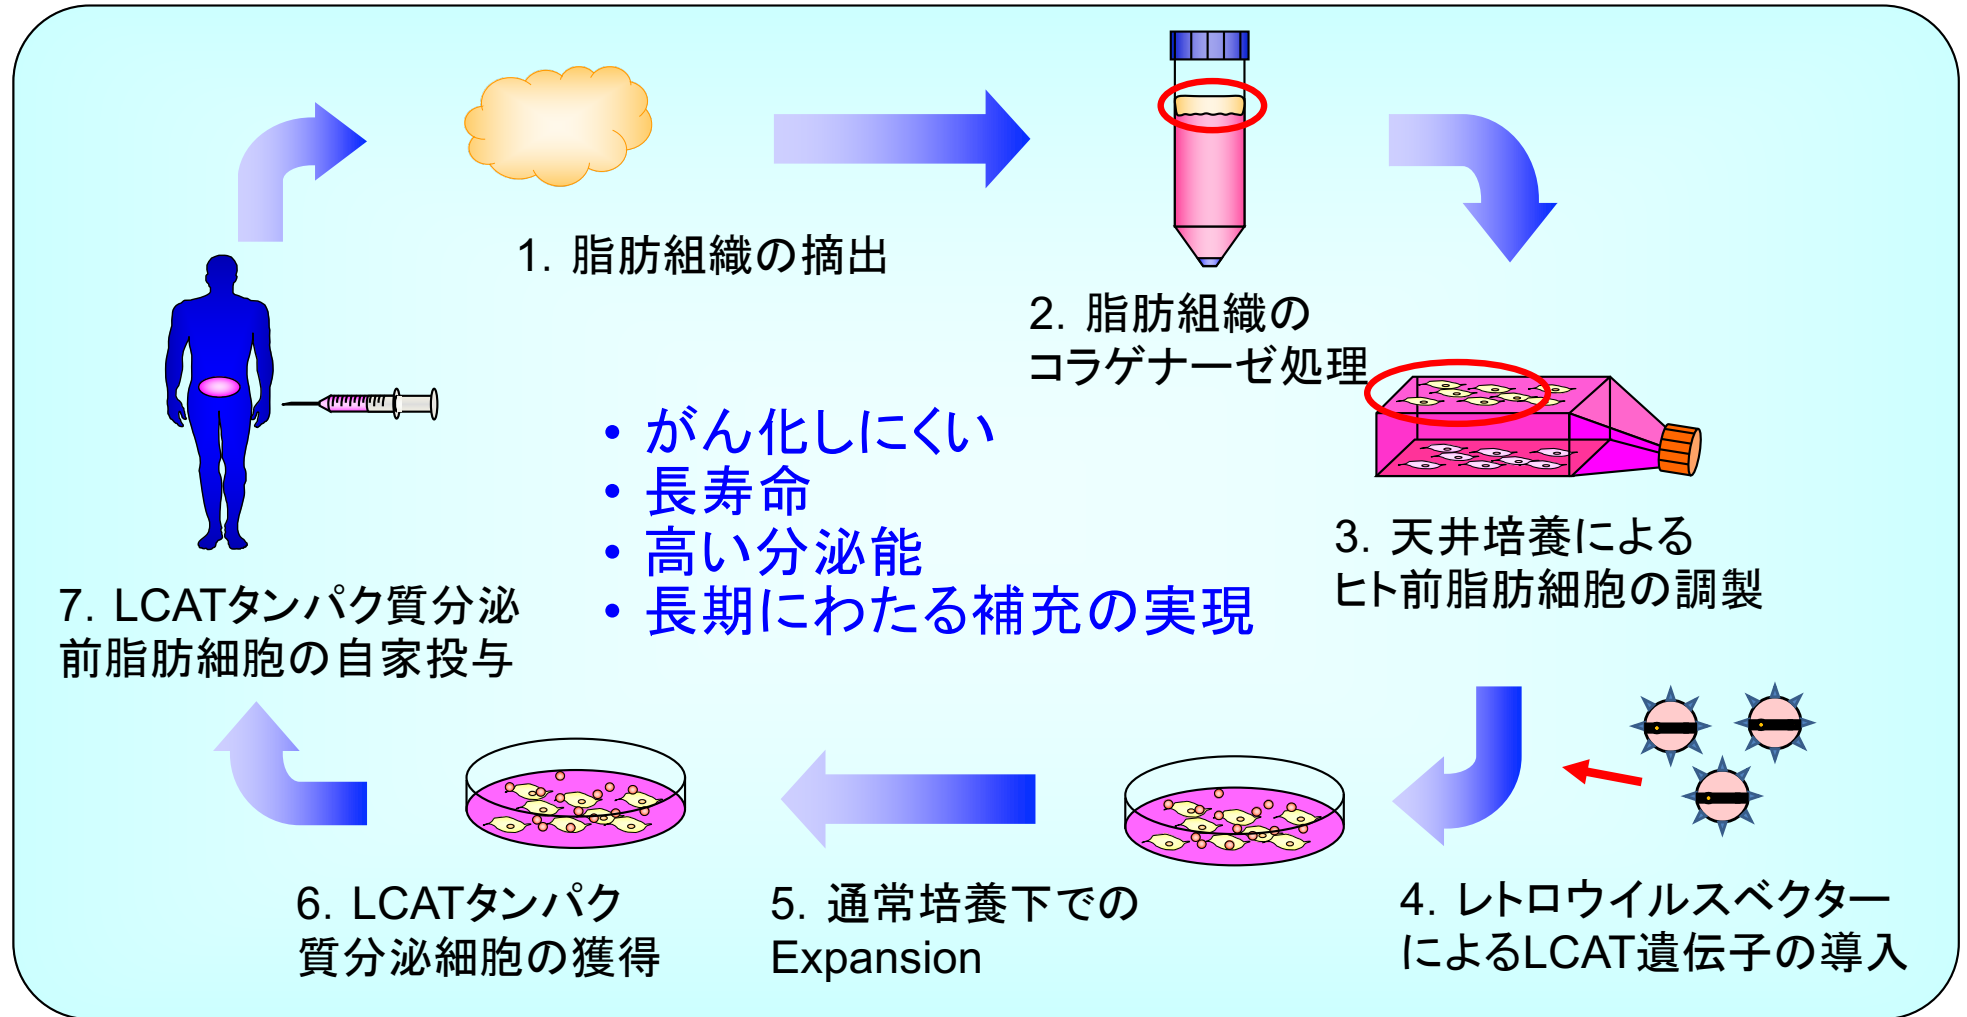 1. 脂肪組織の摘出
2. 脂肪組織の
コラゲナーゼ処理
3. 天井培養による
ヒト前脂肪細胞の調製
4. レトロウイルスベクター
によるLCAT遺伝子の導入
5. 通常培養下での
Expansion
6. LCATタンパク
質分泌細胞の獲得
7. LCATタンパク質分泌
前脂肪細胞の自家投与
• がん化しにくい
• 長寿命
• 高い分泌能
• 長期にわたる補充の実現